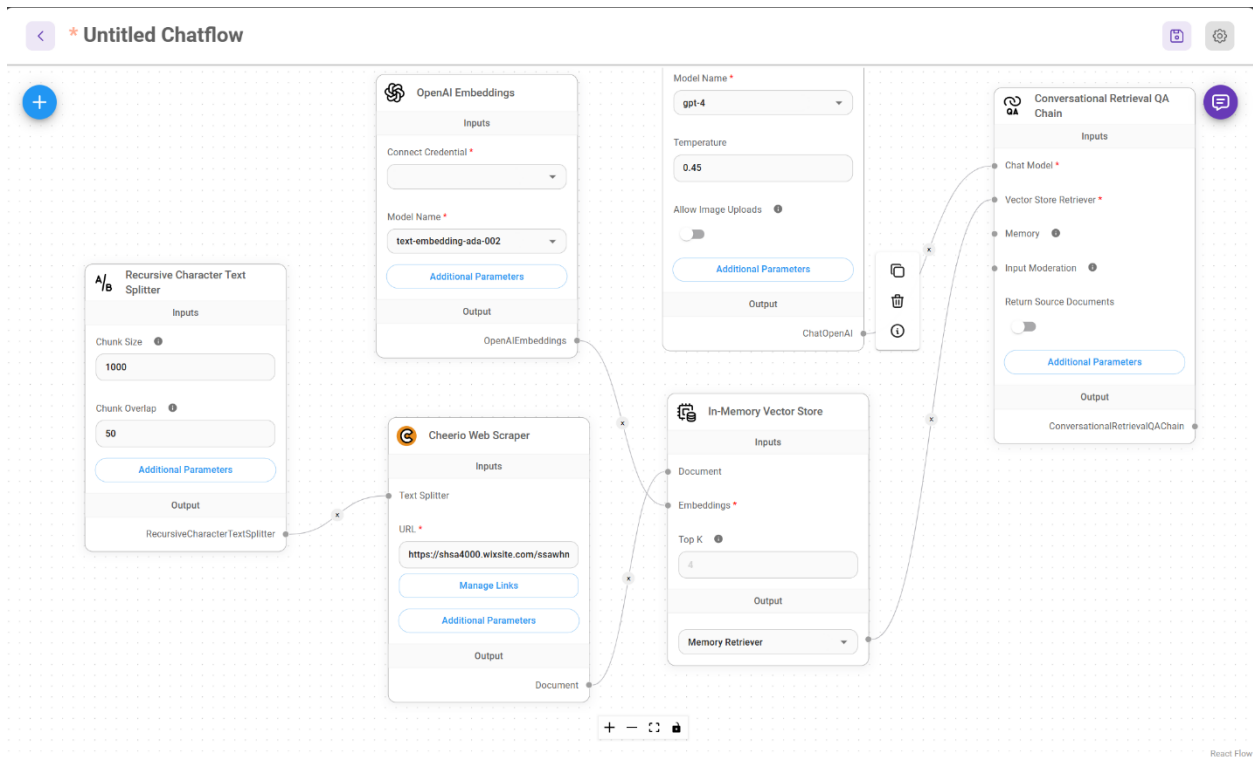 * Untitled Chatflow
OpenAI Embeddings
Inputs
Connect Credential *
Model Name *
text-embedding-ada-002
Additional Parameters
Output
OpenAIEmbeddings
Model Name *
gpt-4
Temperature
0.45
Allow Image Uploads
Additional Parameters
Output
ChatOpenAI
QA
Conversational Retrieval QA
Chain
Inputs
Chat Model *
Vector Store Retriever *
Memory
Input Moderation
Return Source Documents
Additional Parameters
Output
ConversationalRetrievalQAChain
A/B
Recursive Character Text
Splitter
Inputs
Chunk Size
1000
Chunk Overlap
50
Additional Parameters
Output
RecursiveCharacterTextSplitter
Cheerio Web Scraper
Inputs
Text Splitter
URL *
https://shsa4000.wixsite.com/ssawhn
Manage Links
Additional Parameters
Output
Document
In-Memory Vector Store
Inputs
Document
Embeddings *
Top K
4
Output
Memory Retriever
React Flow